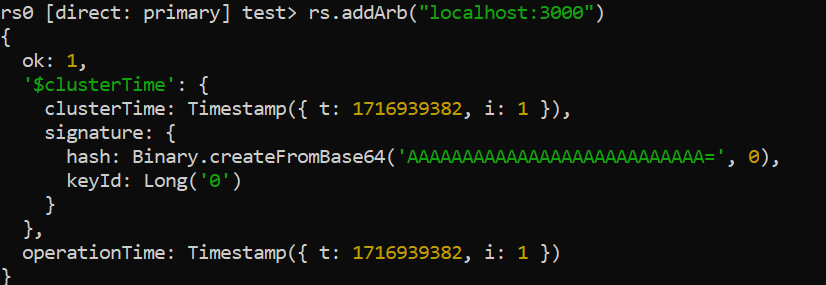 rs0 [direct: primary] test> rs.addArb("localhost:3000")
{
  ok: 1,
  '$clusterTime': {
    clusterTime: Timestamp({ t: 1716939382, i: 1 }),
    signature: {
      hash: Binary.createFromBase64('AAAAAAAAAAAAAAAAAAAAAAAAAAA=', 0),
      keyId: Long('0')
    }
  },
  operationTime: Timestamp({ t: 1716939382, i: 1 })
}